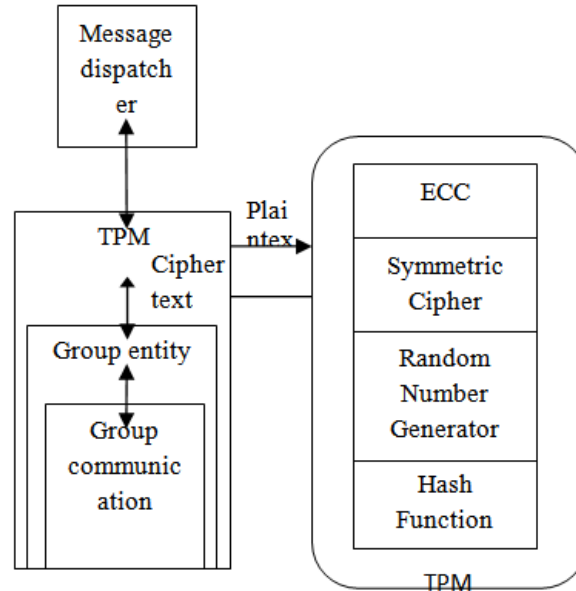 Message
dispatch
er
TPM
Cipher
text
Group entity
Group
communic
ation
Plai
ntex
ECC
Symmetric
Cipher
Random
Number
Generator
Hash
Function
TPM